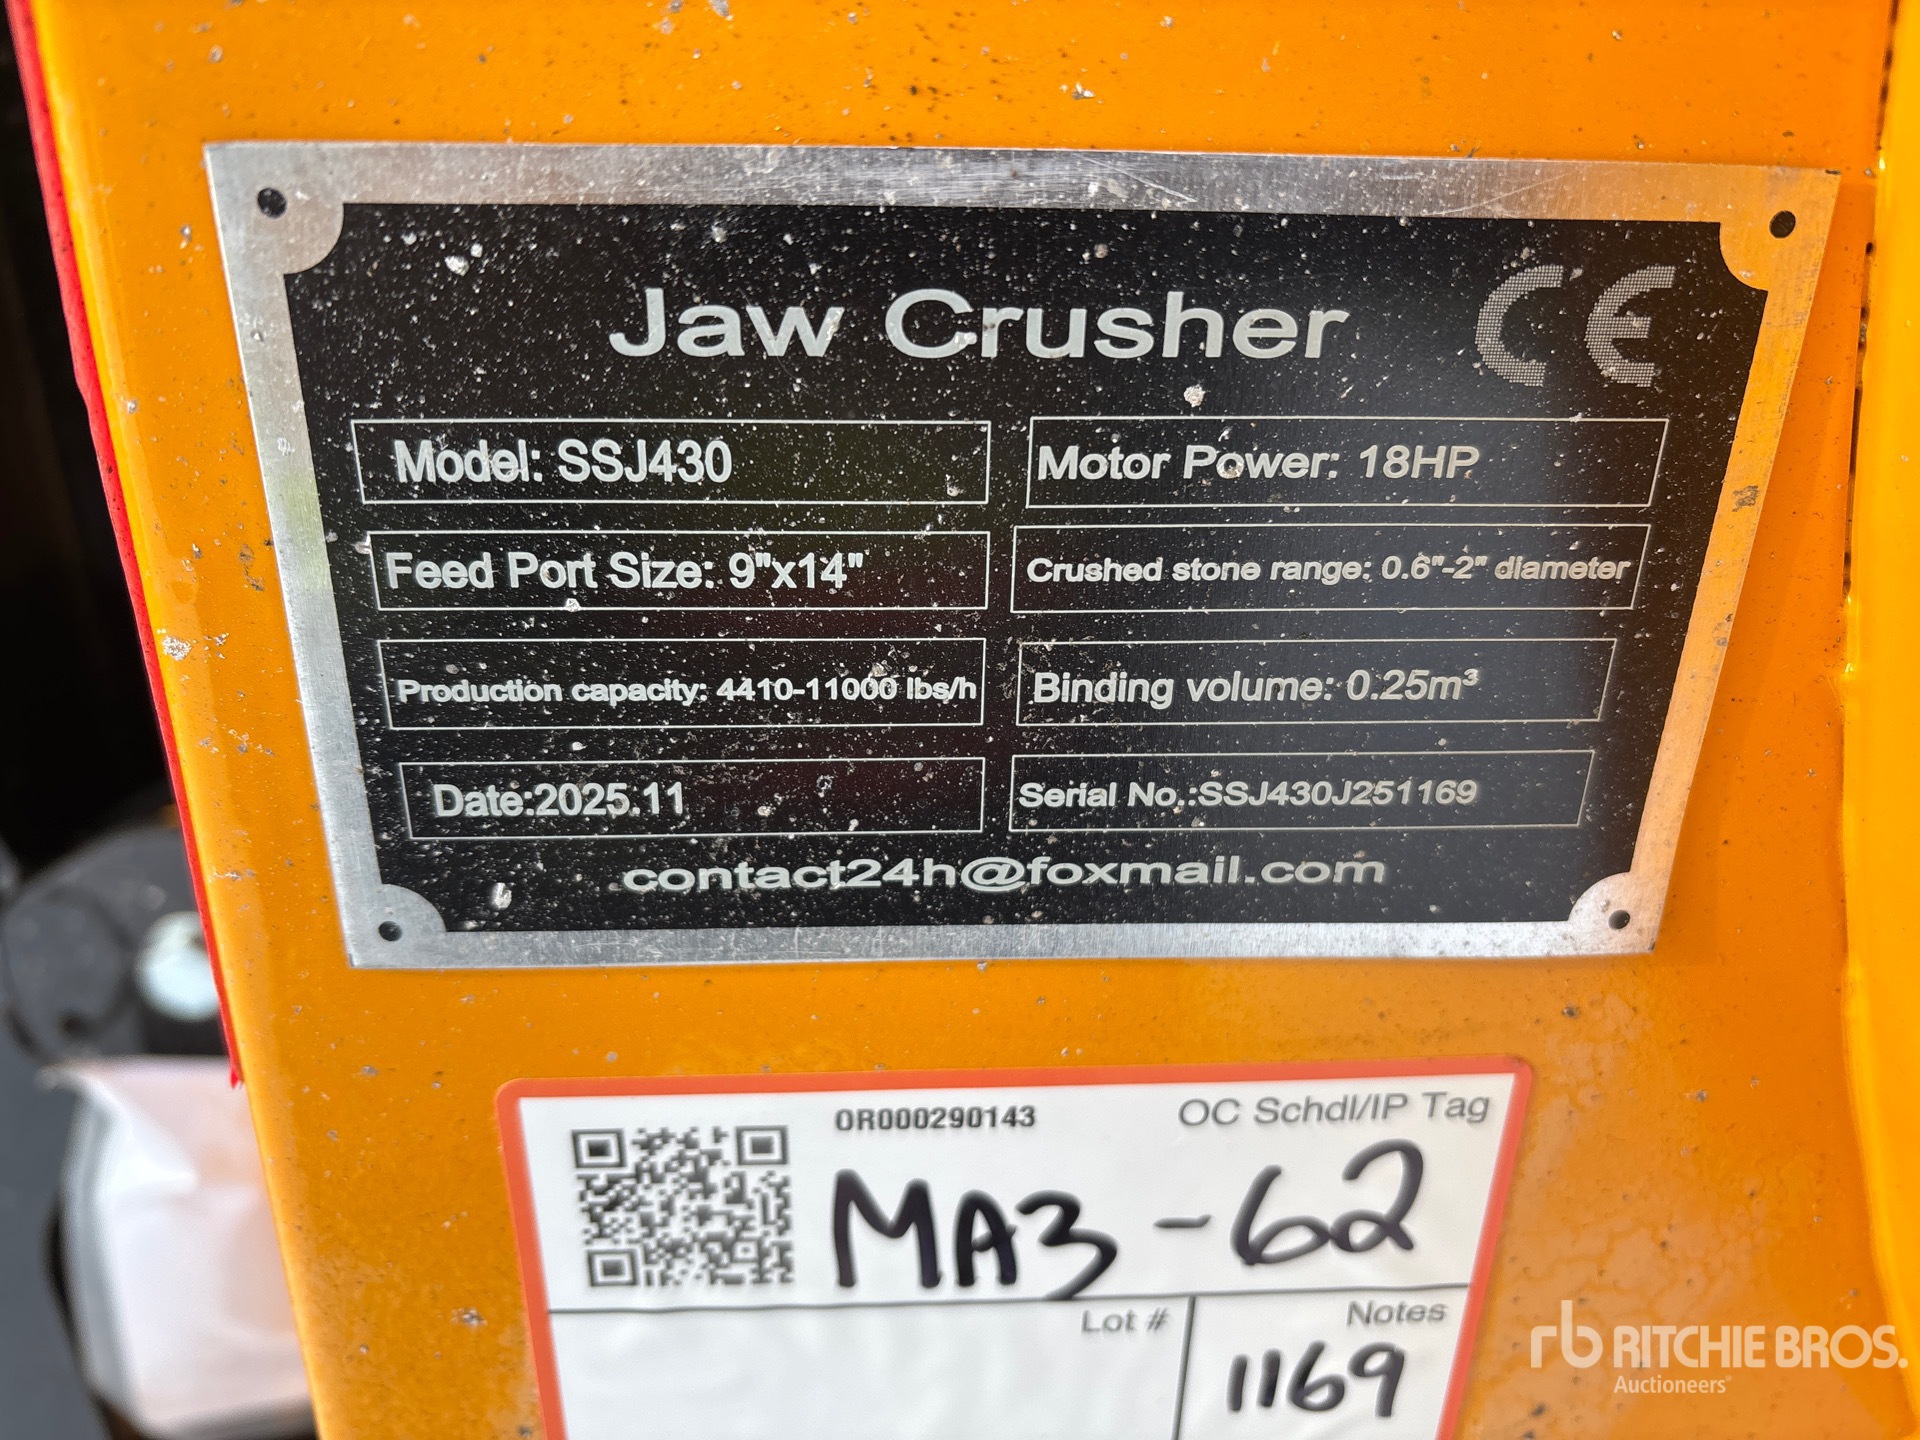 Jaw Crusher CE
Model: SSJ430
Motor Power: 18HP
Feed Port Size: 9"x14"
Crushed stone range: 0.6"-2" diameter
Production capacity: 4410-11000 lbs/h
Binding volume: 0.25m³
Date:2025.11
Serial No.:SSJ430J251169
contact24h@foxmail.com
OR000290143
OC Schdl/IP Tag
MA3-62
Lot #
Notes
1169
rb RITCHIE BROS.
Auctioneers